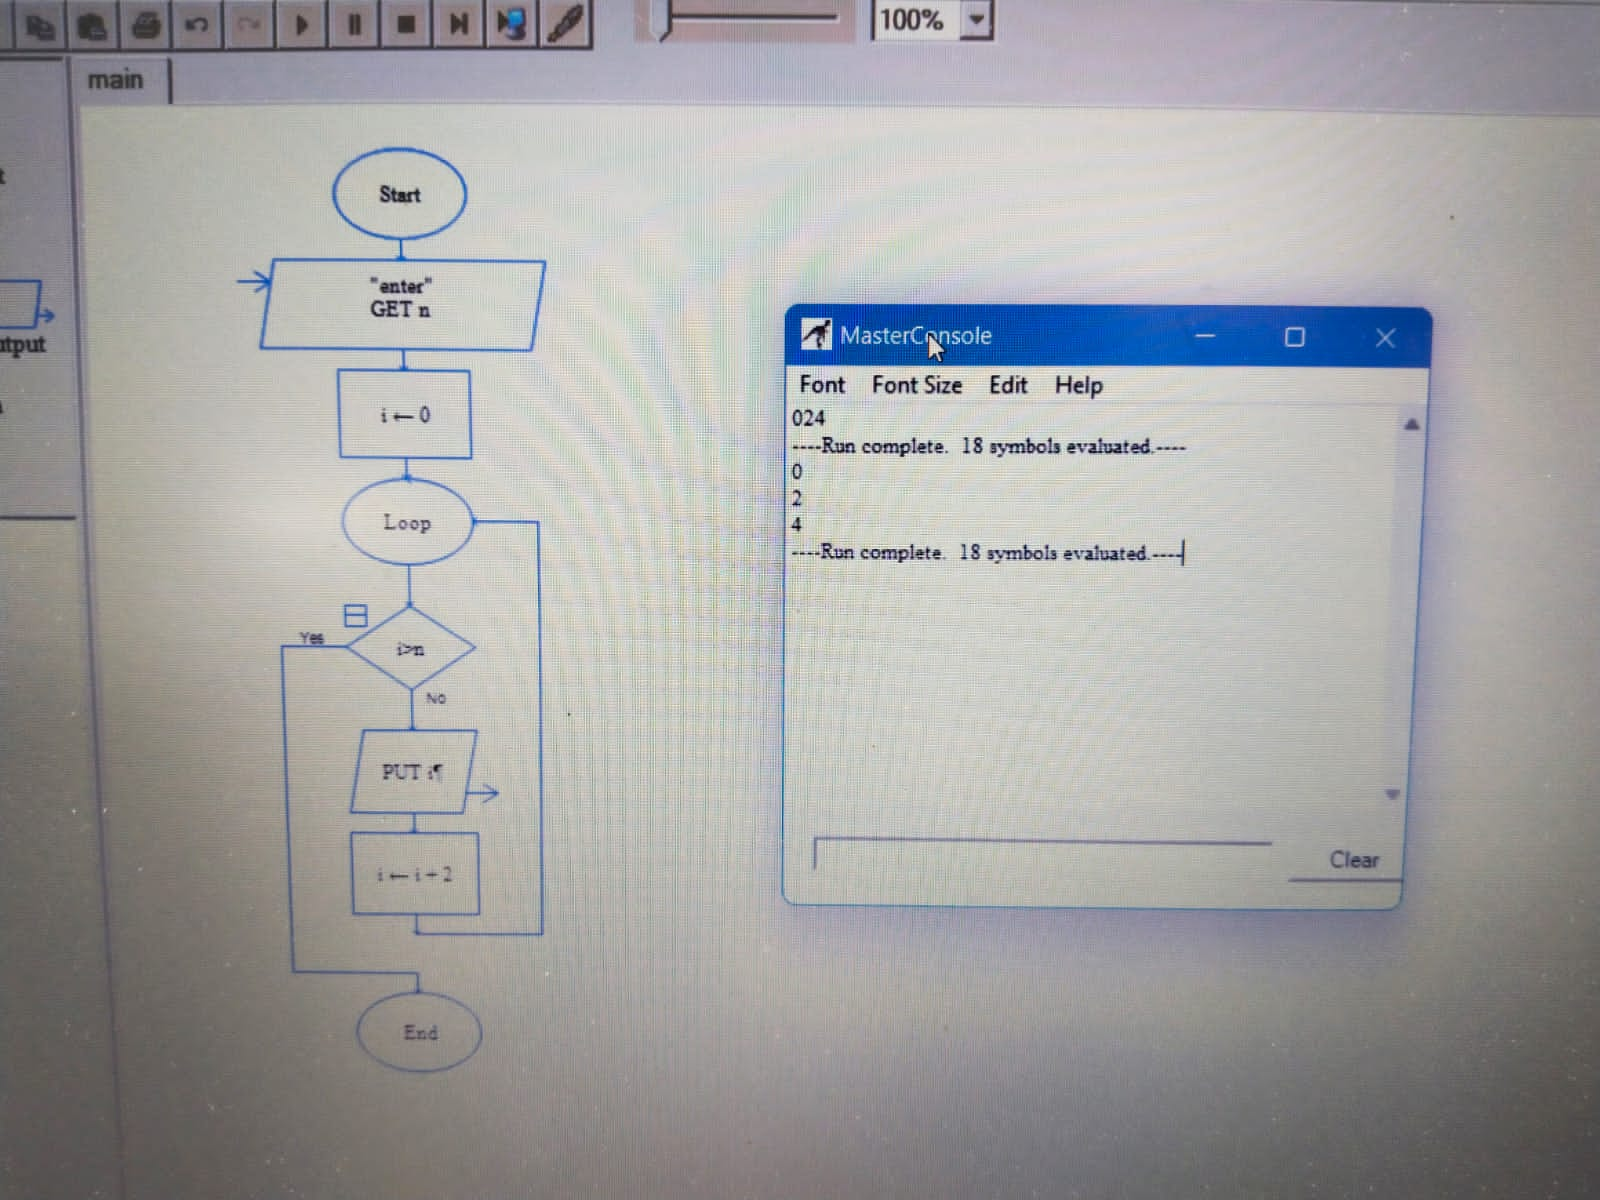 100%
main
Start
"enter"
GET n
i ← 0
Loop
Yes
i>n
No
PUT i¶
i ← i + 2
End
MasterConsole
Font Font Size Edit Help
024
----Run complete. 18 symbols evaluated.----
0
2
4
----Run complete. 18 symbols evaluated.----
Clear